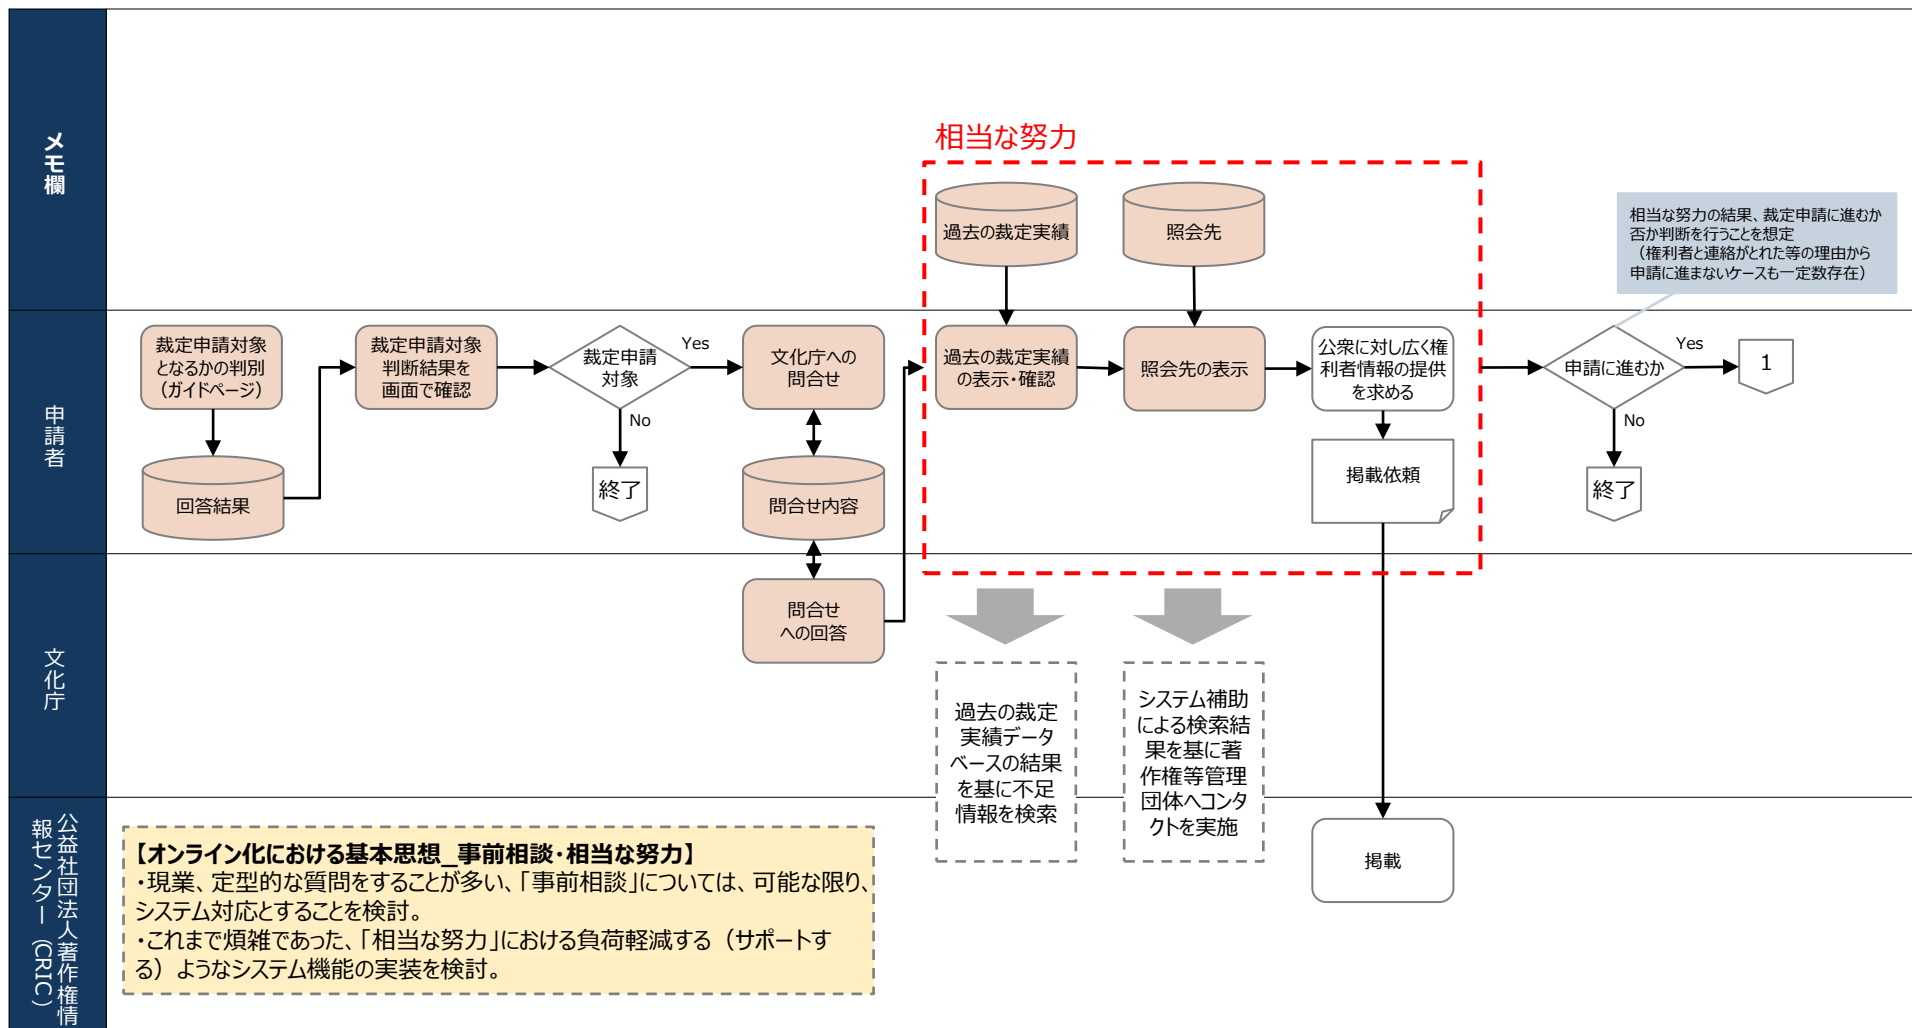 メモ欄
相当な努力
過去の裁定実績
照会先
相当な努力の結果、裁定申請に進むか
否か判断を行うことを想定
（権利者と連絡がとれた等の理由から
申請に進まないケースも一定数存在）
申請者
裁定申請対象
となるかの判別
（ガイドページ）
回答結果
裁定申請対象
判断結果を
画面で確認
裁定申請
対象
Yes
No
終了
文化庁への
問合せ
問合せ内容
過去の裁定実績
の表示・確認
照会先の表示
公衆に対し広く権
利者情報の提供
を求める
掲載依頼
申請に進むか
Yes
1
No
終了
文化庁
問合せ
への回答
過去の裁定
実績データ
ベースの結果
を基に不足
情報を検索
システム補助
による検索結
果を基に著
作権等管理
団体へコンタ
クトを実施
公益社団法人著作権情
報センター（CRIC）
【オンライン化における基本思想_事前相談・相当な努力】
・現業、定型的な質問をすることが多い、「事前相談」については、可能な限り、
システム対応とすることを検討。
・これまで煩雑であった、「相当な努力」における負荷軽減する（サポートす
る）ようなシステム機能の実装を検討。
掲載